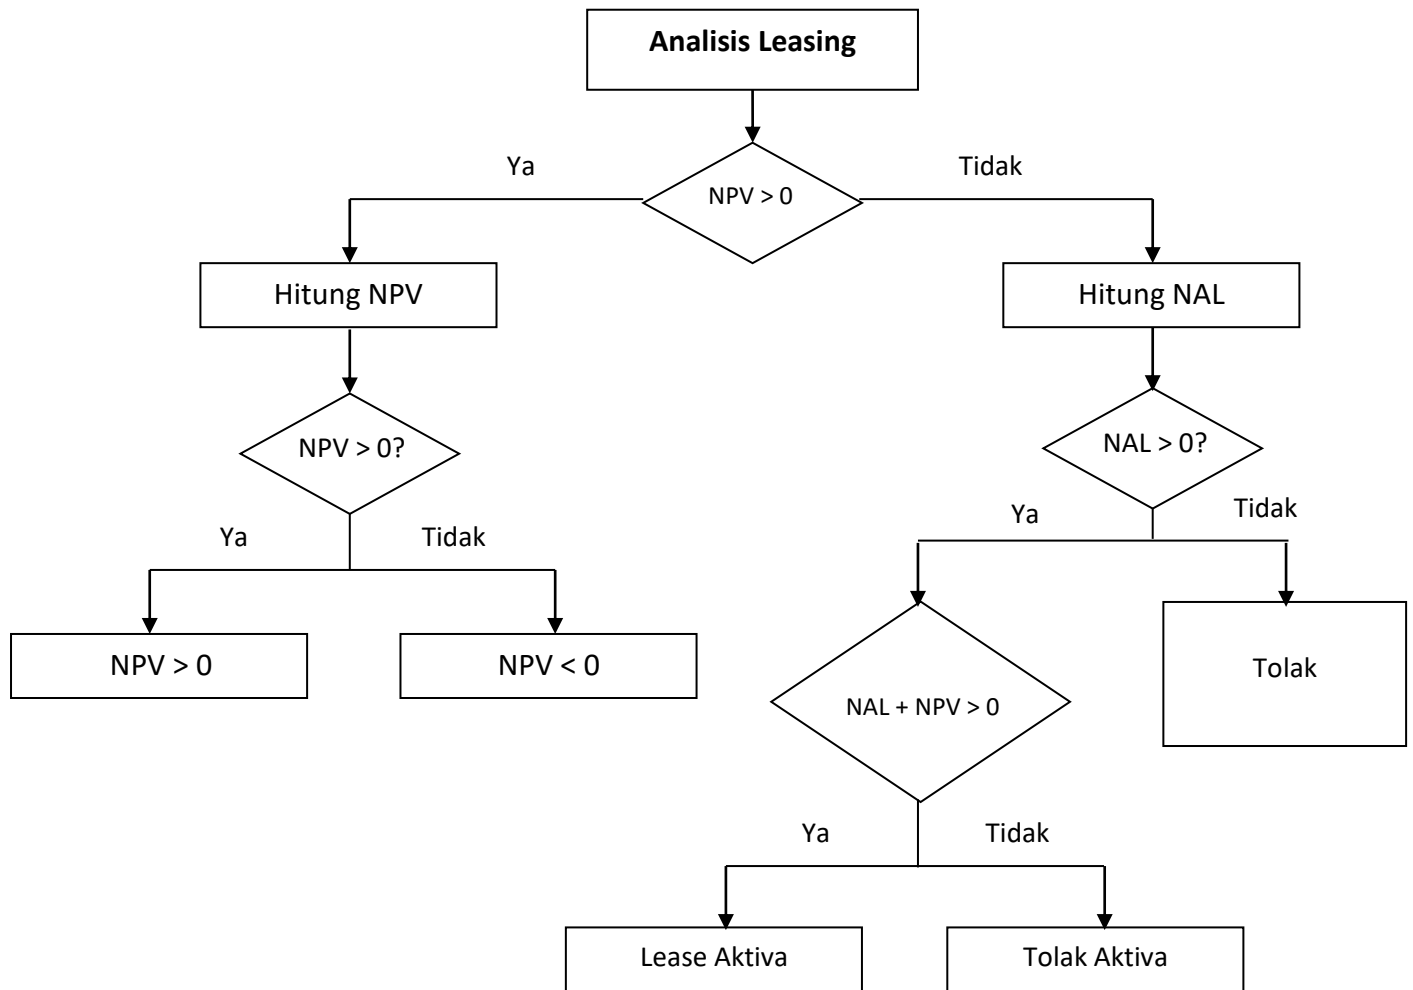 Analisis Leasing
Ya
Tidak
NPV > 0
Hitung NPV
Hitung NAL
NPV > 0?
NAL > 0?
Ya
Tidak
Ya
Tidak
NPV > 0
NPV < 0
Tolak
NAL + NPV > 0
Ya
Tidak
Lease Aktiva
Tolak Aktiva